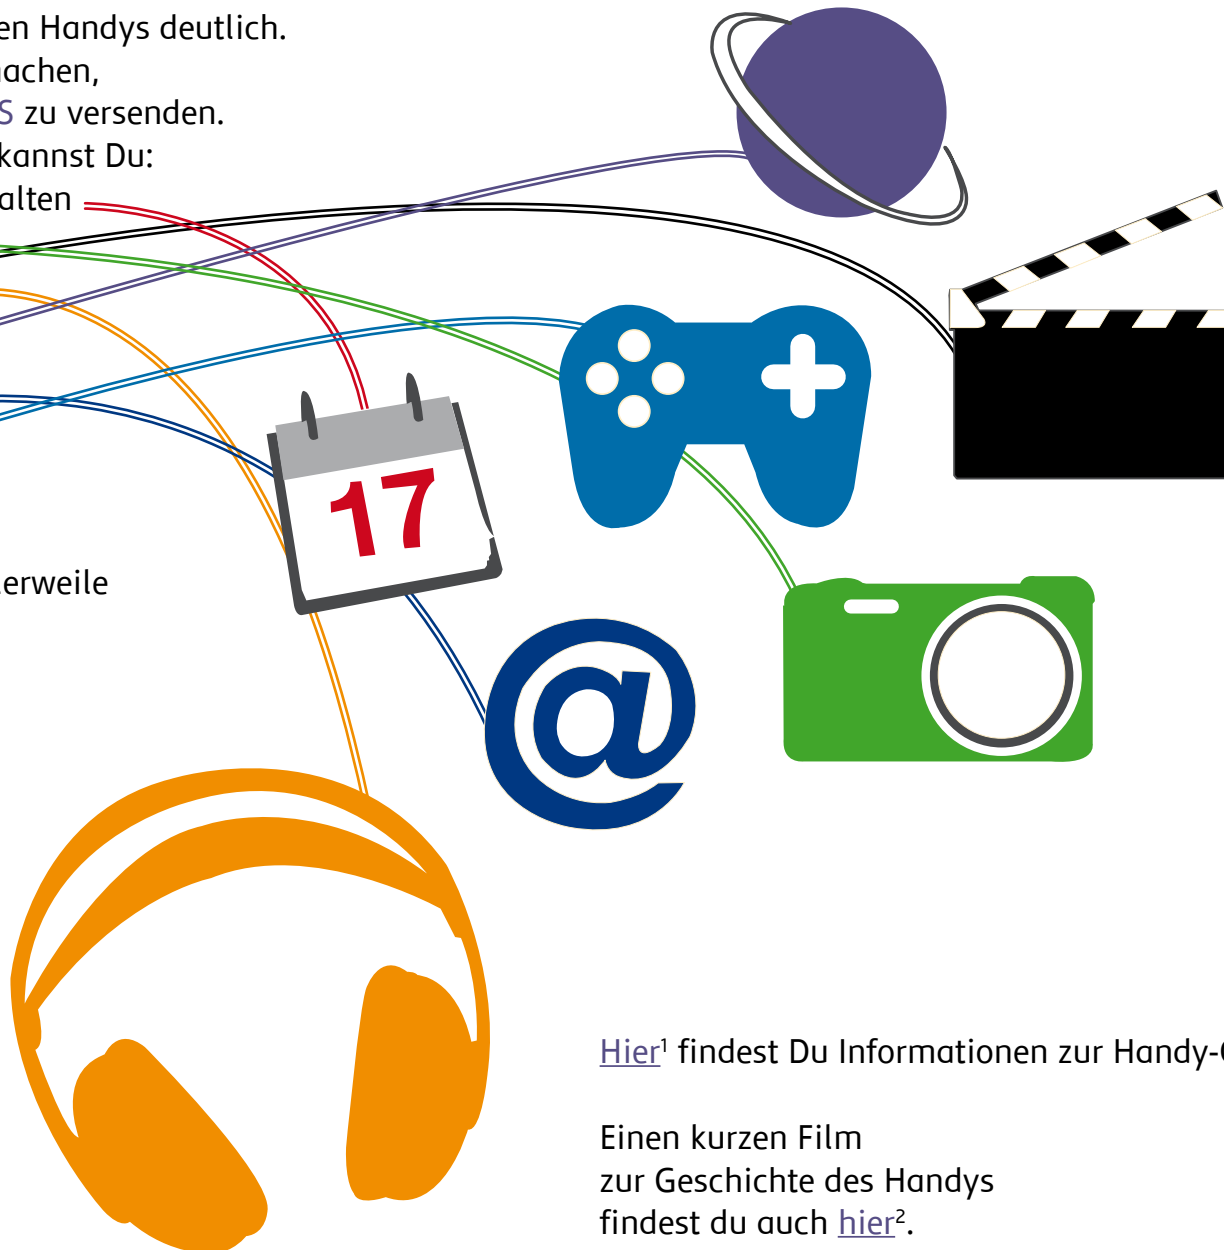 en Handys deutlich.
achen,
S zu versenden.
kannst Du:
alten
17
erweile
@
Hier¹ findest Du Informationen zur Handy-
Einen kurzen Film
zur Geschichte des Handys
findest du auch hier².